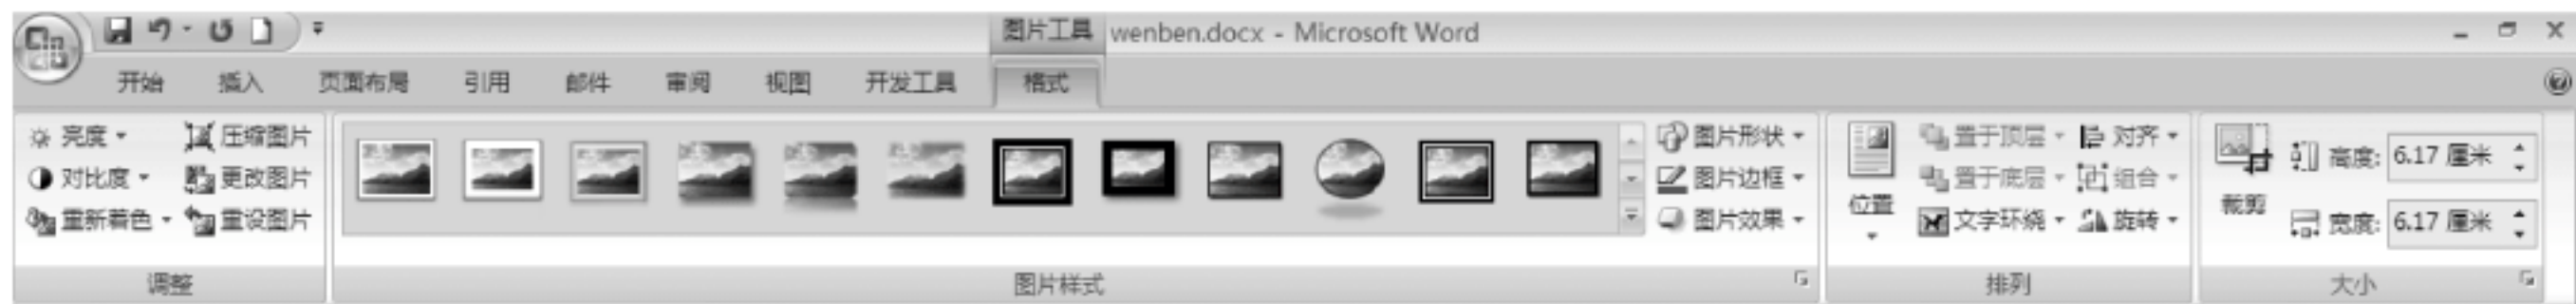 图片工具 wenben.docx - Microsoft Word
开始 插入 页面布局 引用 邮件 审阅 视图 开发工具 格式
亮度 压缩图片
对比度 更改图片
重新着色 重设图片
调整
图片形状
图片边框
图片效果
图片样式
位置
置于顶层 对齐
置于底层 组合
文字环绕 旋转
排列
裁剪
高度: 6.17 厘米
宽度: 6.17 厘米
大小